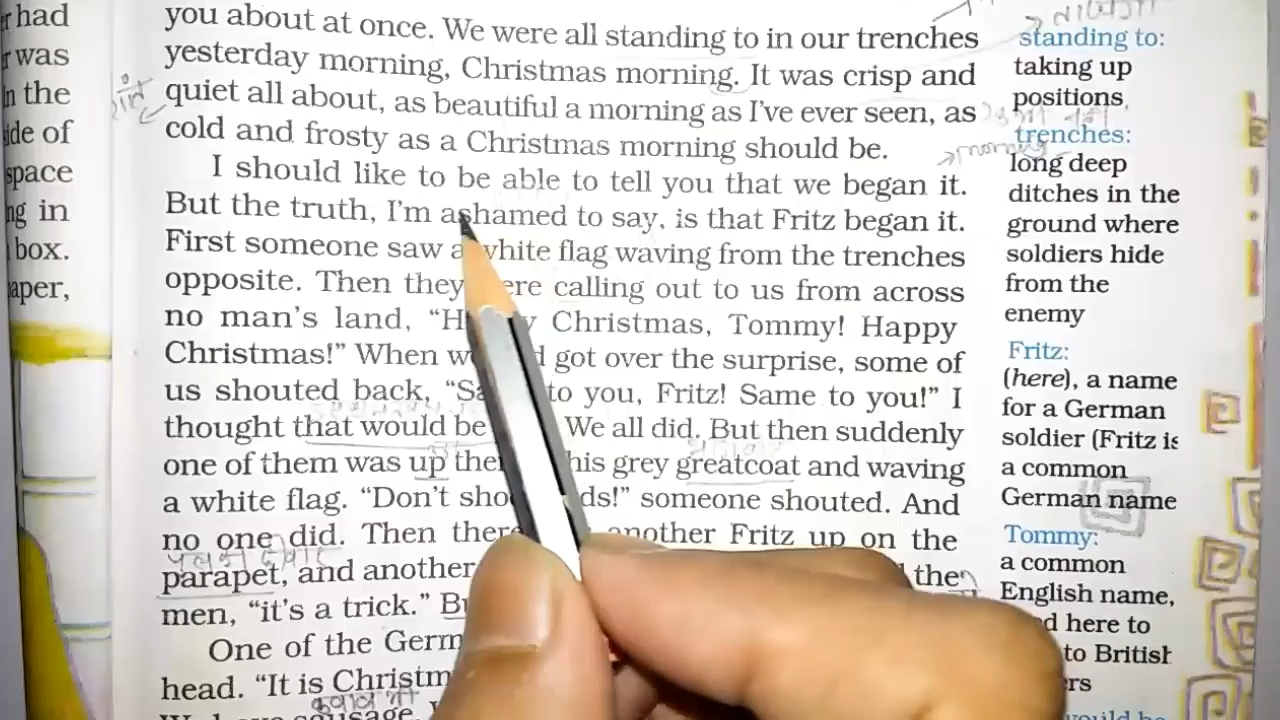 r had
r was
n the
ide of
space
ng in
box.
aper,
you about at once. We were all standing to in our trenches
yesterday morning, Christmas morning. It was crisp and
quiet all about, as beautiful a morning as I've ever seen, as
cold and frosty as a Christmas morning should be.
I should like to be able to tell you that we began it.
But the truth, I'm ashamed to say, is that Fritz began it.
First someone saw a white flag waving from the trenches
opposite. Then they ere calling out to us from across
no man's land, “H y Christmas, Tommy! Happy
Christmas!” When w d got over the surprise, some of
us shouted back, “Sa to you, Fritz! Same to you!” I
thought that would be We all did. But then suddenly
one of them was up the his grey greatcoat and waving
a white flag. “Don't sho ds!” someone shouted. And
no one did. Then there another Fritz up on the
parapet, and another the
men, “it's a trick.” B
One of the Germ
head. “It is Christm
sausage,
standing to:
taking up
positions,
trenches:
morning
long deep
ditches in the
ground where
soldiers hide
from the
enemy
Fritz:
(here), a name
for a German
soldier (Fritz is
a common
German name
Tommy:
a common
English name,
d here to
to British
ers
would be